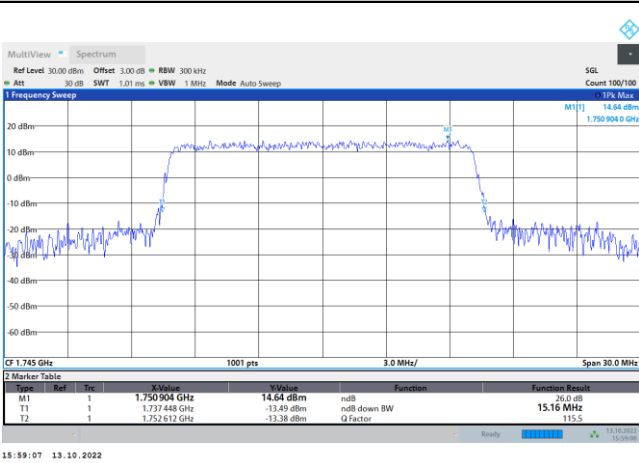 MultiView Spectrum
Ref Level 30.00 dBm Offset 3.00 dB RBW 300 kHz SGL
Att 30 dB SWT 1.01 ms VBW 1 MHz Mode Auto Sweep Count 100/100
1 Frequency Sweep 1Pk Max
M1[1] 14.64 dBm
1.750 904 0 GHz
20 dBm
M1
10 dBm
0 dBm
-10 dBm
-20 dBm
-30 dBm
-40 dBm
-50 dBm
-60 dBm
CF 1.745 GHz 1001 pts 3.0 MHz/ Span 30.0 MHz
2 Marker Table
Type Ref Trc X-Value Y-Value Function Function Result
M1 1 1.750 904 GHz 14.64 dBm ndB 26.0 dB
T1 1 1.737 448 GHz -13.49 dBm ndB down BW 15.16 MHz
T2 1 1.752 612 GHz -13.38 dBm Q Factor 115.5
Ready 13.10.2022
15:59:06
15:59:07 13.10.2022